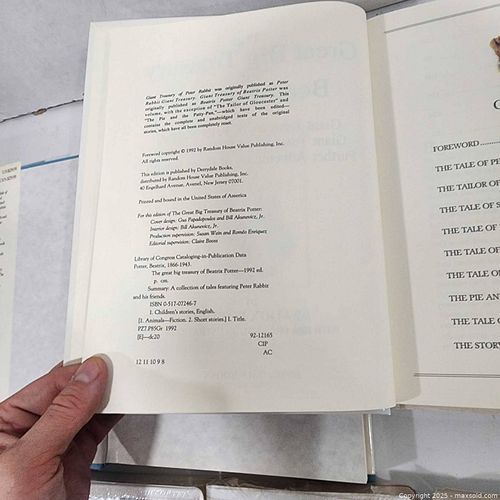 Giant Treasury of Peter Rabbit was originally published as Peter
Rabbit Giant Treasury. Giant Treasury of Beatrix Potter was
originally published as Beatrix Potter Giant Treasury. This
volume, with the exception of "The Tailor of Gloucester" and
"The Pie and the Patty-Pan,"—which have been edited—
contains the complete and unabridged texts of the original
stories, which have all been completely reset.
Foreword copyright © 1992 by Random House Value Publishing, Inc.
All rights reserved.
This edition is published by Derrydale Books,
distributed by Random House Value Publishing, Inc.
40 Engelhard Avenue, Avenel, New Jersey 07001.
Printed and bound in the United States of America
For this edition of The Great Big Treasury of Beatrix Potter:
Cover design: Gus Papadopoulos and Bill Akunevicz, Jr.
Interior design: Bill Akunevicz, Jr.
Production supervision: Susan Wein and Roméo Enriquez
Editorial supervision: Claire Booss
Library of Congress Cataloging-in-Publication Data
Potter, Beatrix, 1866-1943.
The great big treasury of Beatrix Potter—1992 ed.
p. cm.
Summary: A collection of tales featuring Peter Rabbit
and his friends.
ISBN 0-517-07246-7
1. Children's stories, English.
[1. Animals—Fiction. 2. Short stories.] I. Title.
PZ7.P85Gr 1992
[E]—dc20 92-12165
CIP
AC
12 11 10 9 8
FOREWORD
THE TALE OF PE
THE TAILOR OF
THE TALE OF S
THE TALE OF
THE TALE OF
THE TALE OF
THE PIE AN
THE TALE
THE STORY
Copyright 2025 - maxsold.com